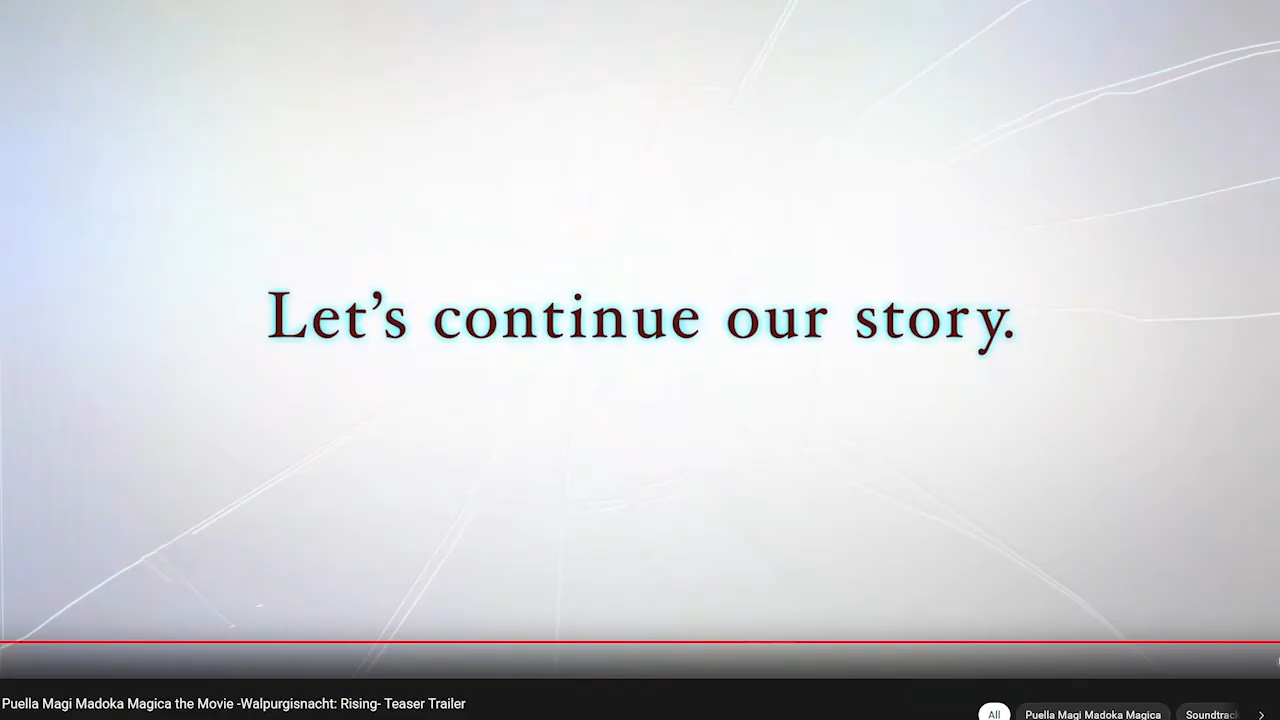 Let’s continue our story.
Puella Magi Madoka Magica the Movie -Walpurgisnacht: Rising- Teaser Trailer
All
Puella Magi Madoka Magica
Soundtrack